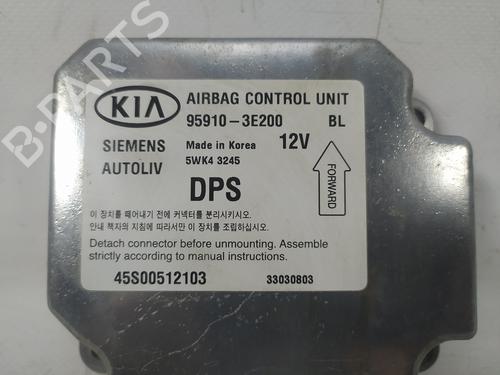 KIA
AIRBAG CONTROL UNIT
95910-3E200 BL
SIEMENS
AUTOLIV
Made in Korea
5WK4 3245
12V
DPS
FORWARD
이 장치를 떼어내기 전에 커넥터를 분리시키시오.
안내 책자의 지침에 따라서만 이 장치를 조립하십시오.
Detach connector before unmounting. Assemble
strictly according to manual instructions.
45S00512103
33030803
B-PARTS